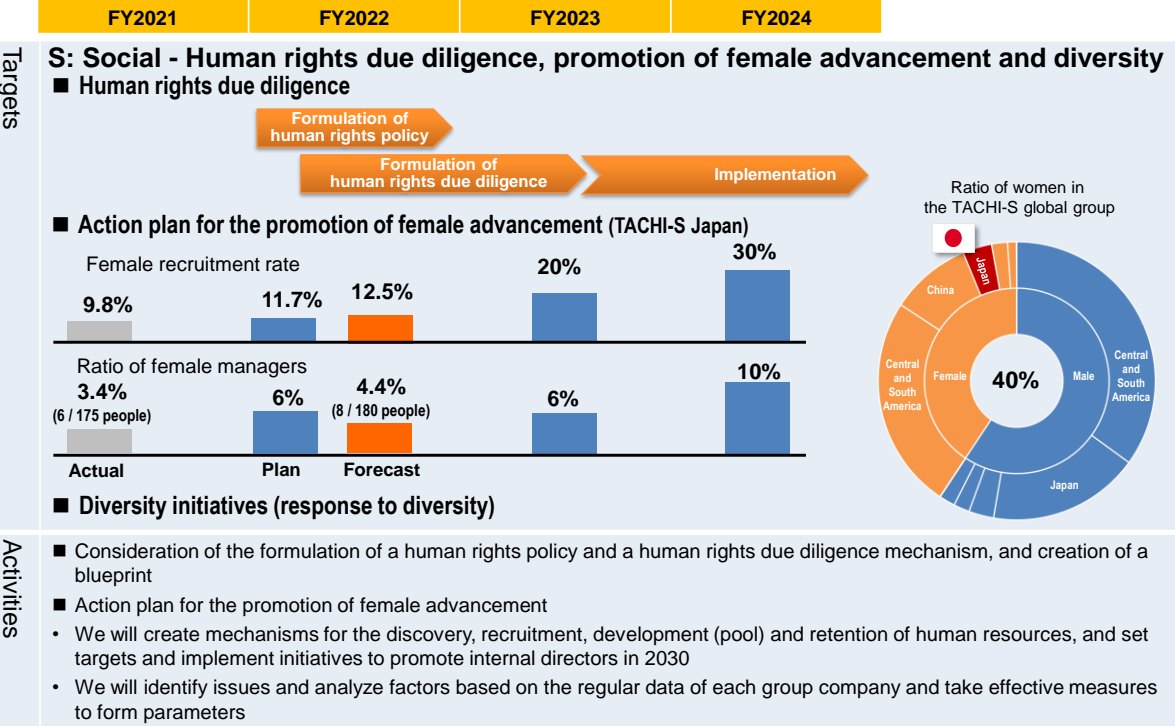 FY2021 FY2022 FY2023 FY2024
Targets
S: Social - Human rights due diligence, promotion of female advancement and diversity
■ Human rights due diligence
Formulation of
human rights policy
Formulation of
human rights due diligence
Implementation
■ Action plan for the promotion of female advancement (TACHI-S Japan)
Female recruitment rate
9.8%
11.7%
12.5%
20%
30%
Ratio of female managers
3.4%
(6 / 175 people)
6%
4.4%
(8 / 180 people)
6%
10%
Actual
Plan
Forecast
■ Diversity initiatives (response to diversity)
Ratio of women in
the TACHI-S global group
Japan
China
Central
and
South
America
Female
40%
Male
Central
and
South
America
Japan
Activities
■ Consideration of the formulation of a human rights policy and a human rights due diligence mechanism, and creation of a
blueprint
■ Action plan for the promotion of female advancement
• We will create mechanisms for the discovery, recruitment, development (pool) and retention of human resources, and set
targets and implement initiatives to promote internal directors in 2030
• We will identify issues and analyze factors based on the regular data of each group company and take effective measures
to form parameters